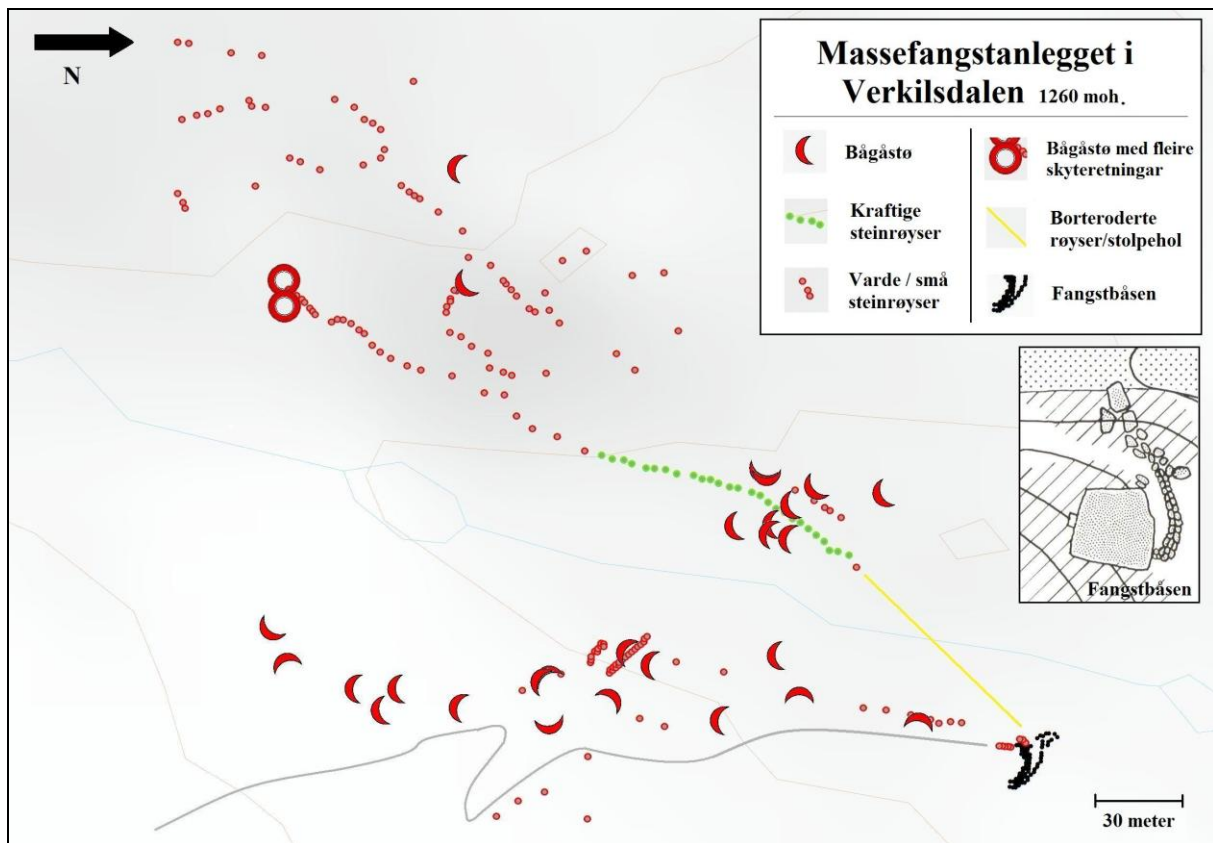 N
Massefangstanlegget i
Verkilsdalen 1260 moh.
Bågåstø
Kraftige
steinrøyser
Varde / små
steinrøyser
Bågåstø med fleire
skyteretningar
Borteroderte
røyser/stolpehol
Fangstbåsen
Fangstbåsen
30 meter